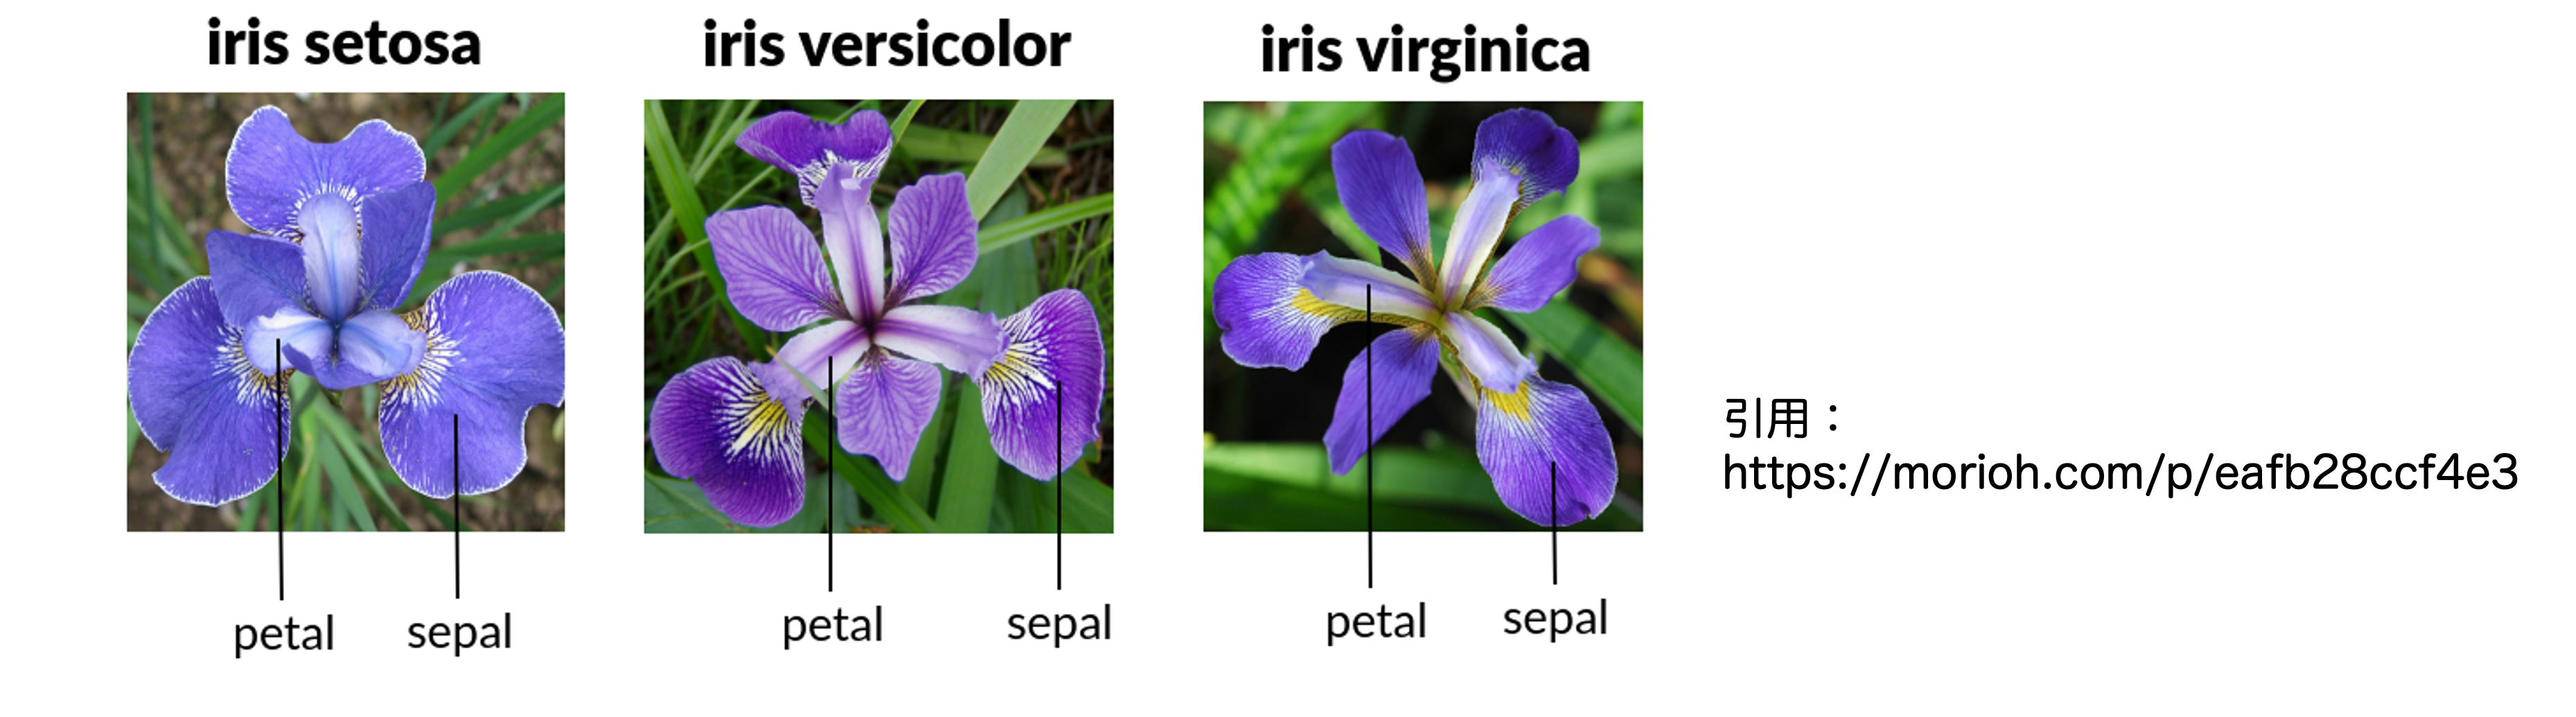 iris setosa
iris versicolor
iris virginica
petal
sepal
petal
sepal
petal
sepal
引用：
https://morioh.com/p/eafb28ccf4e3